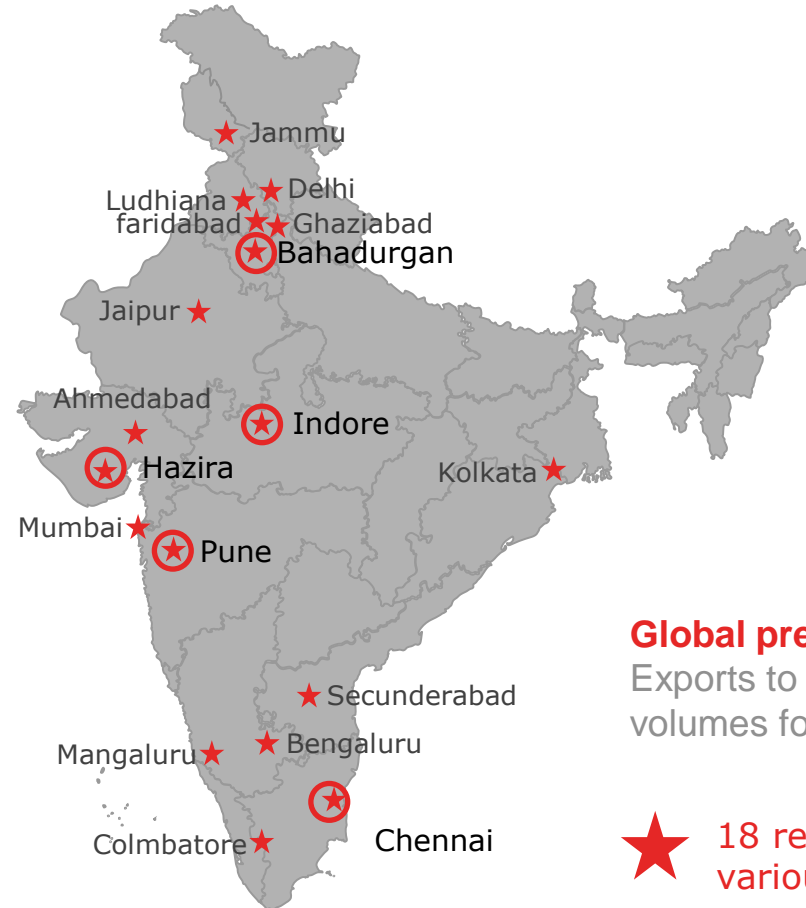 Jammu
Delhi
Ludhiana
faridabad
Ghaziabad
Bahadurgan
Jaipur
Ahmedabad
Indore
Hazira
Kolkata
Mumbai
Pune
Global pre
Exports to
volumes fo
Secunderabad
Bengaluru
Mangaluru
Chennai
Colmbatore
18 re
variou